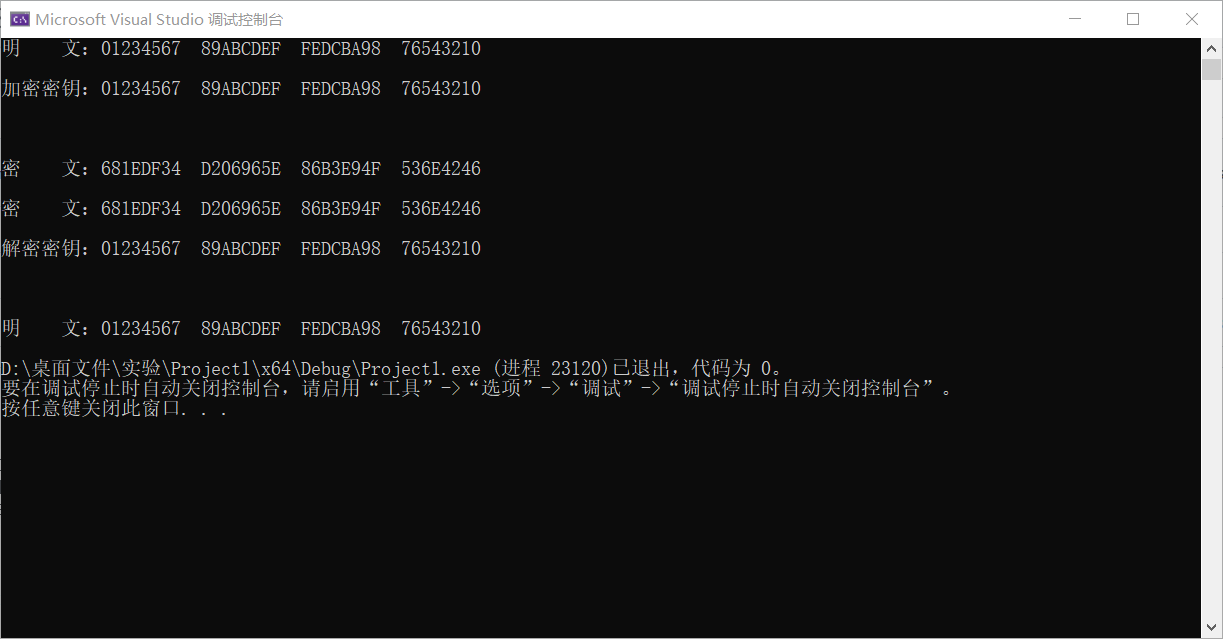 Microsoft Visual Studio 调试控制台
明    文：01234567  89ABCDEF  FEDCBA98  76543210
加密密钥：01234567  89ABCDEF  FEDCBA98  76543210
密    文：681EDF34  D206965E  86B3E94F  536E4246
密    文：681EDF34  D206965E  86B3E94F  536E4246
解密密钥：01234567  89ABCDEF  FEDCBA98  76543210
明    文：01234567  89ABCDEF  FEDCBA98  76543210
D:\桌面文件\实验\Project1\x64\Debug\Project1.exe (进程 23120)已退出，代码为 0。
要在调试停止时自动关闭控制台，请启用“工具”->“选项”->“调试”->“调试停止时自动关闭控制台”。
按任意键关闭此窗口. . .